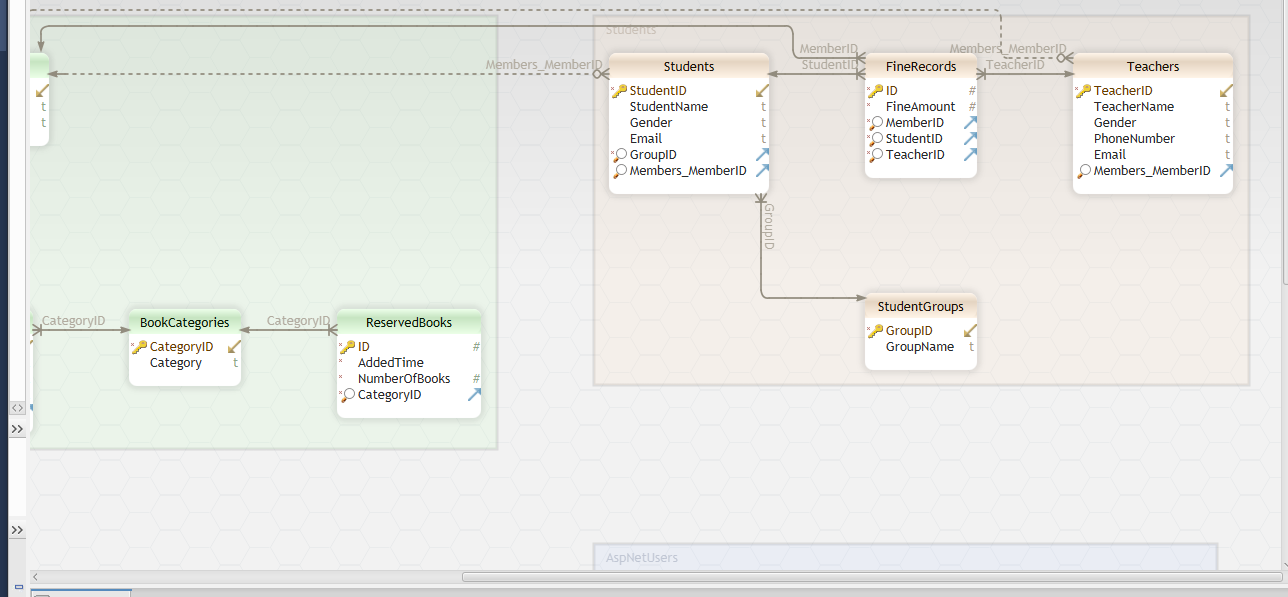 Students
MemberID
Members_MemberID
Members_MemberID
StudentID
TeacherID
Students
StudentID
StudentName
Gender
Email
GroupID
Members_MemberID
FineRecords
ID #
FineAmount #
MemberID
StudentID
TeacherID
Teachers
TeacherID
TeacherName t
Gender t
PhoneNumber t
Email t
Members_MemberID
t
t
t
t
t
GroupID
StudentGroups
GroupID
GroupName t
CategoryID
BookCategories
CategoryID
Category t
CategoryID
ReservedBooks
ID #
AddedTime
NumberOfBooks #
CategoryID
AspNetUsers